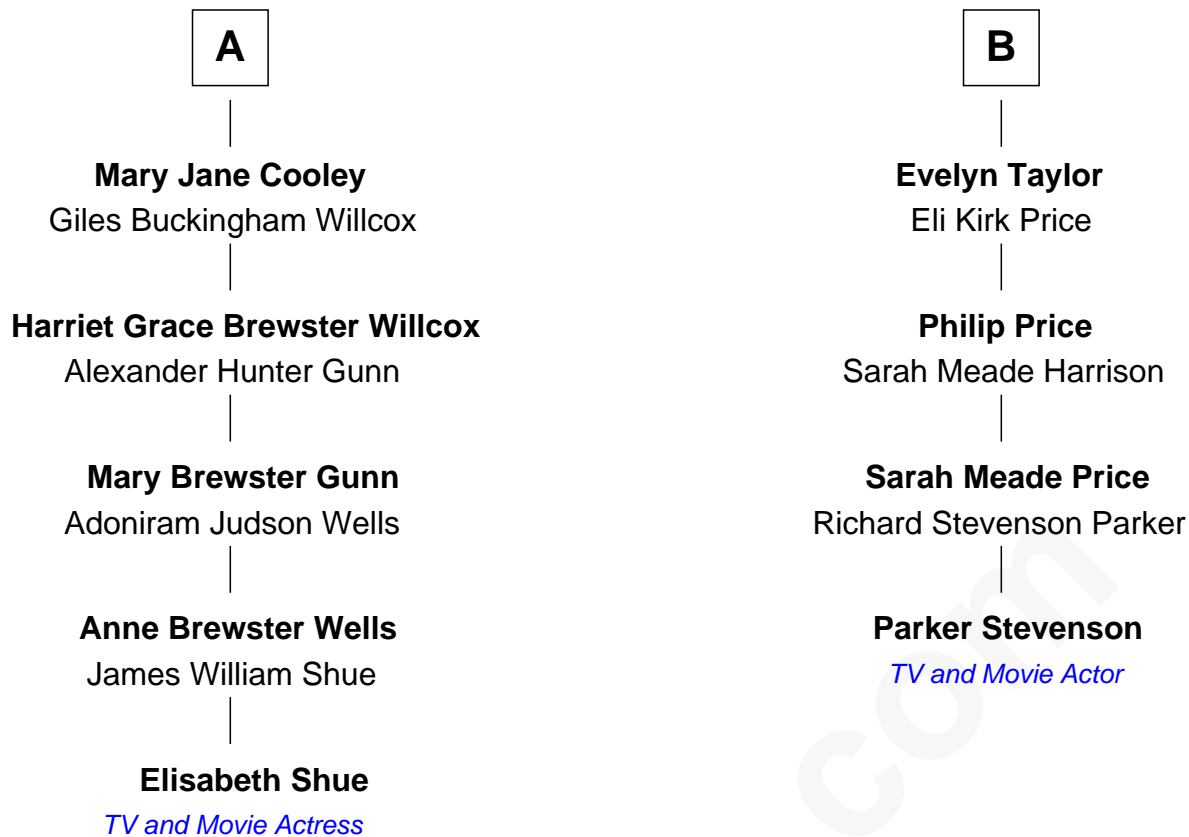 A
Mary Jane Cooley
Giles Buckingham Willcox
Harriet Grace Brewster Willcox
Alexander Hunter Gunn
Mary Brewster Gunn
Adoniram Judson Wells
Anne Brewster Wells
James William Shue
Elisabeth Shue
TV and Movie Actress
B
Evelyn Taylor
Eli Kirk Price
Philip Price
Sarah Meade Harrison
Sarah Meade Price
Richard Stevenson Parker
Parker Stevenson
TV and Movie Actor
com